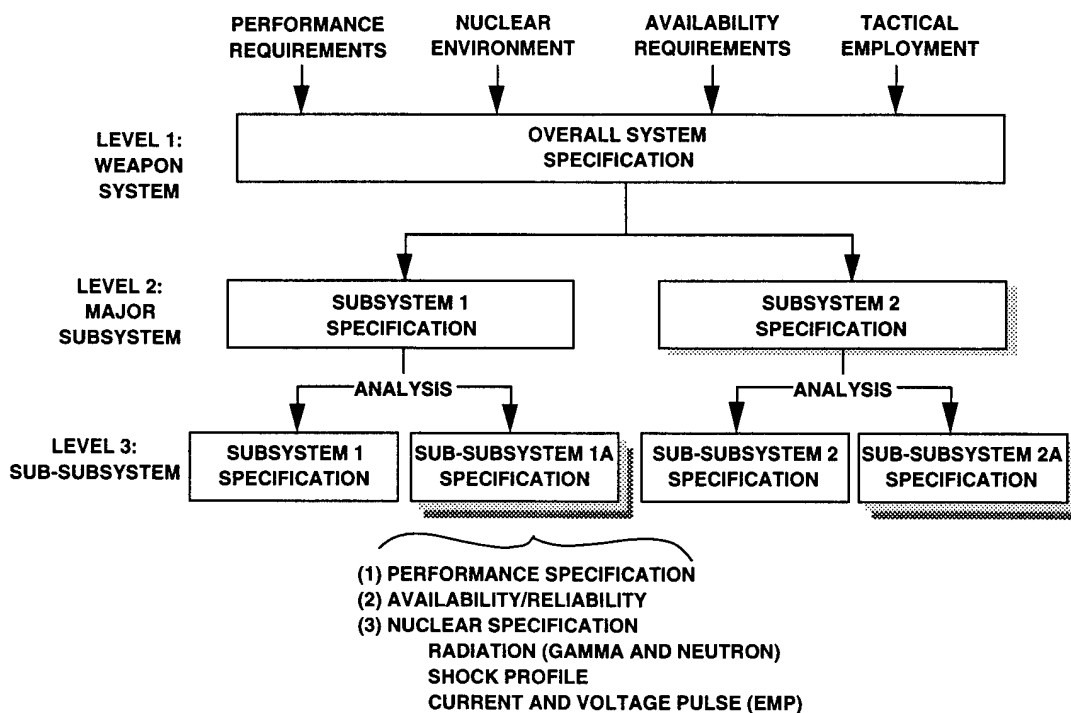 PERFORMANCE
REQUIREMENTS
NUCLEAR
ENVIRONMENT
AVAILABILITY
REQUIREMENTS
TACTICAL
EMPLOYMENT
LEVEL 1:
WEAPON
SYSTEM
OVERALL SYSTEM
SPECIFICATION
LEVEL 2:
MAJOR
SUBSYSTEM
SUBSYSTEM 1
SPECIFICATION
SUBSYSTEM 2
SPECIFICATION
ANALYSIS
ANALYSIS
LEVEL 3:
SUB-SUBSYSTEM
SUBSYSTEM 1
SPECIFICATION
SUB-SUBSYSTEM 1A
SPECIFICATION
SUB-SUBSYSTEM 2
SPECIFICATION
SUB-SUBSYSTEM 2A
SPECIFICATION
(1) PERFORMANCE SPECIFICATION
(2) AVAILABILITY/RELIABILITY
(3) NUCLEAR SPECIFICATION
RADIATION (GAMMA AND NEUTRON)
SHOCK PROFILE
CURRENT AND VOLTAGE PULSE (EMP)